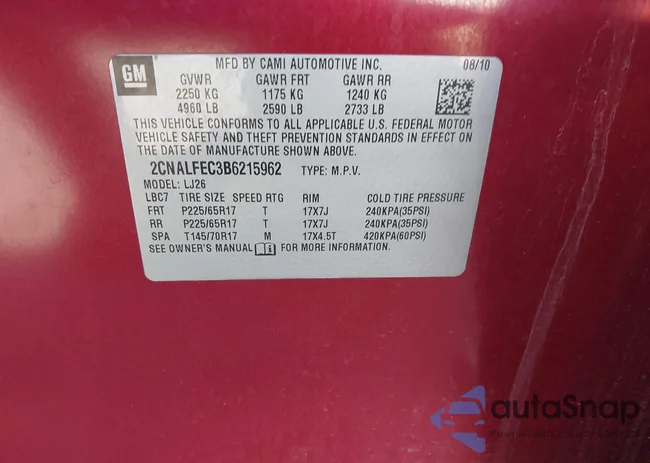 GM
MFD BY CAMI AUTOMOTIVE INC. 08/10
GVWR GAWR FRT GAWR RR
2250 KG 1175 KG 1240 KG
4960 LB 2590 LB 2733 LB
THIS VEHICLE CONFORMS TO ALL APPLICABLE U.S. FEDERAL MOTOR
VEHICLE SAFETY AND THEFT PREVENTION STANDARDS IN EFFECT ON
THE DATE OF MANUFACTURE SHOWN ABOVE.
2CNALFEC3B6215962 TYPE: M.P.V.
MODEL: LJ26
LBC7 TIRE SIZE SPEED RTG RIM COLD TIRE PRESSURE
FRT P225/65R17 T 17X7J 240KPA(35PSI)
RR P225/65R17 T 17X7J 240KPA(35PSI)
SPA T145/70R17 M 17X4.5T 420KPA(60PSI)
SEE OWNER'S MANUAL FOR MORE INFORMATION.
autoSnap